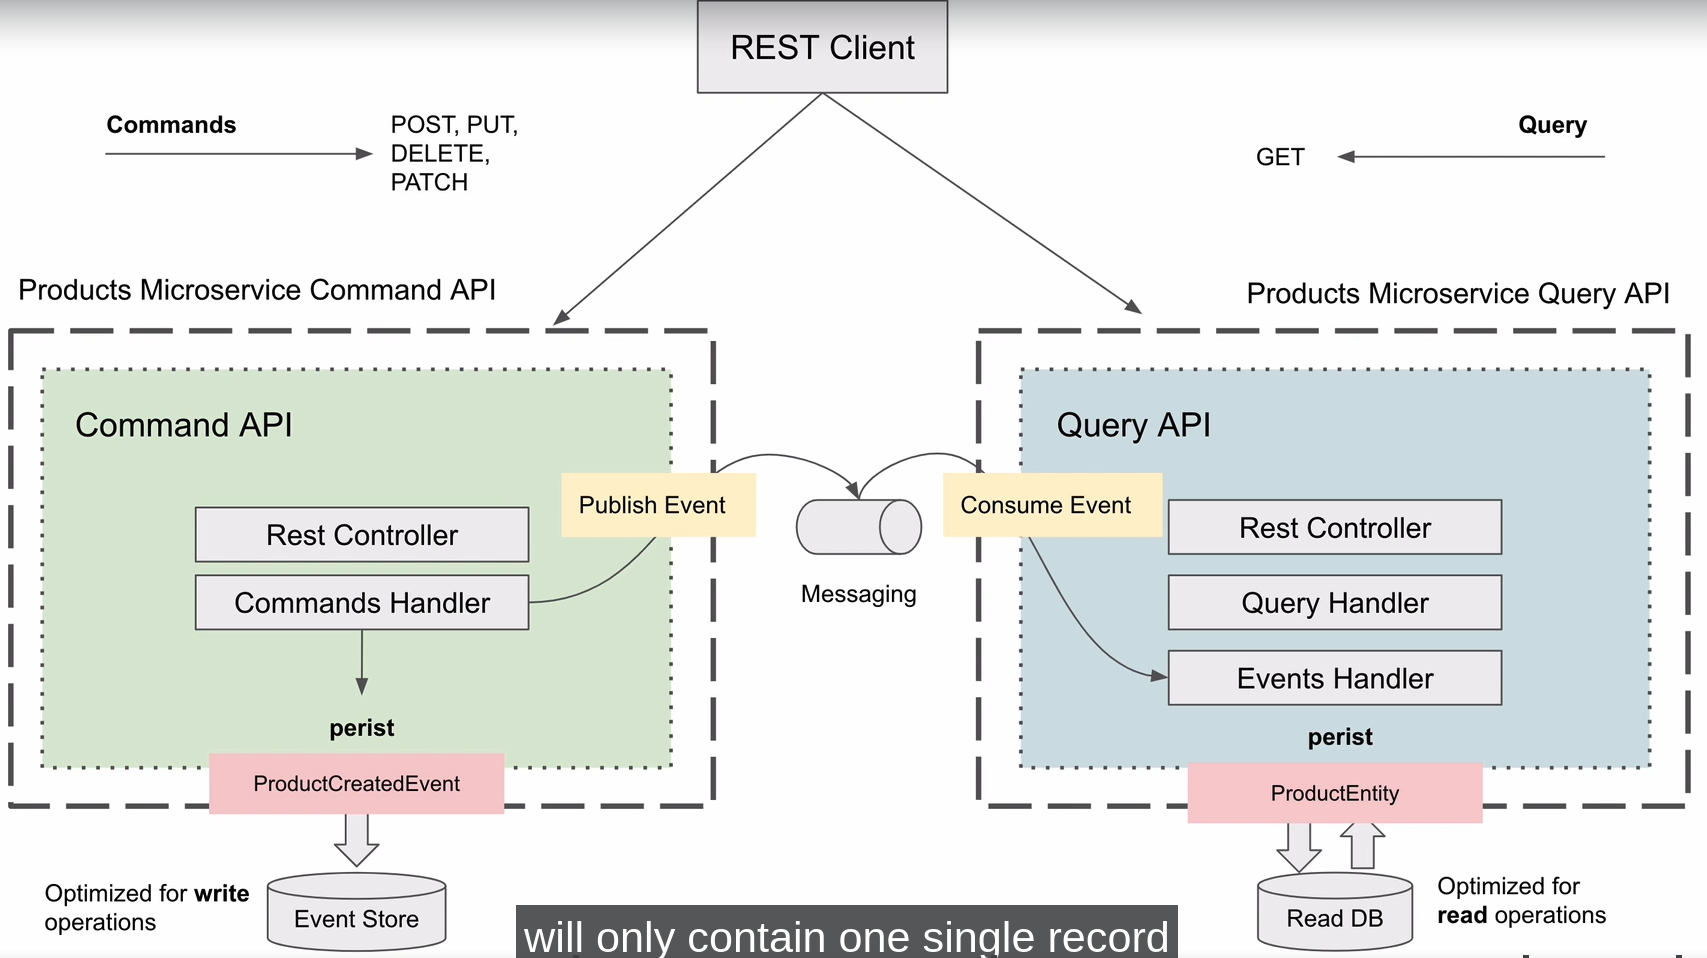 REST Client
Commands
POST, PUT,
DELETE,
PATCH
Query
GET
Products Microservice Command API
Products Microservice Query API
Command API
Query API
Publish Event
Consume Event
Rest Controller
Commands Handler
Messaging
Rest Controller
Query Handler
Events Handler
perist
perist
ProductCreatedEvent
ProductEntity
Optimized for write
operations
Event Store
Read DB
Optimized for
read operations
will only contain one single record